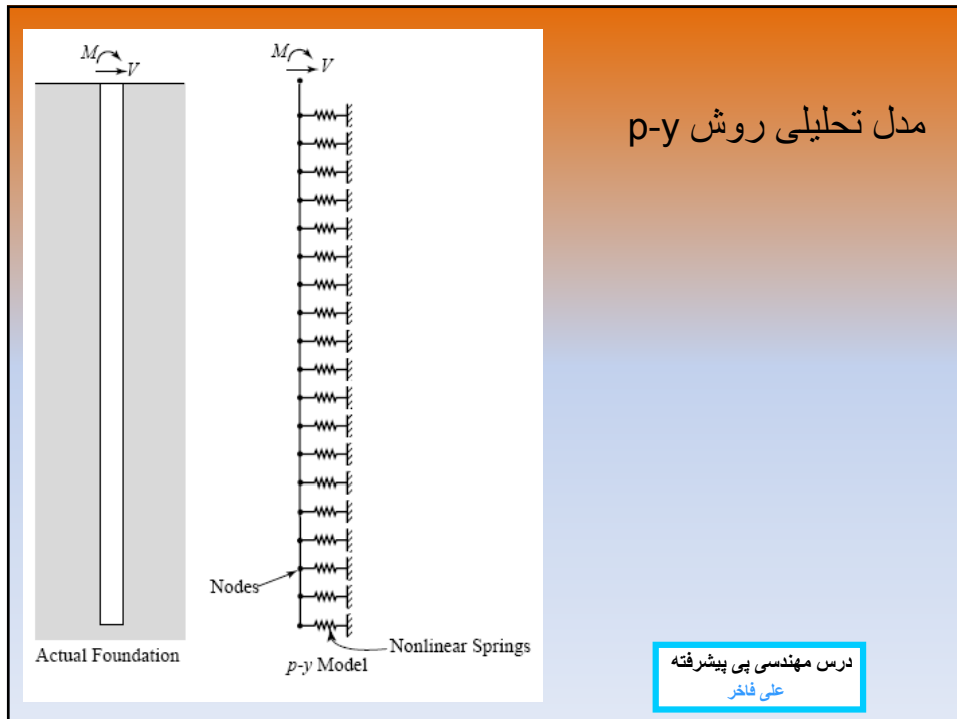 مدل تحلیلی روش p-y
M V
M V
Nodes
Nonlinear Springs
Actual Foundation
p-y Model
درس مهندسی پی پیشرفته
علی فاخر